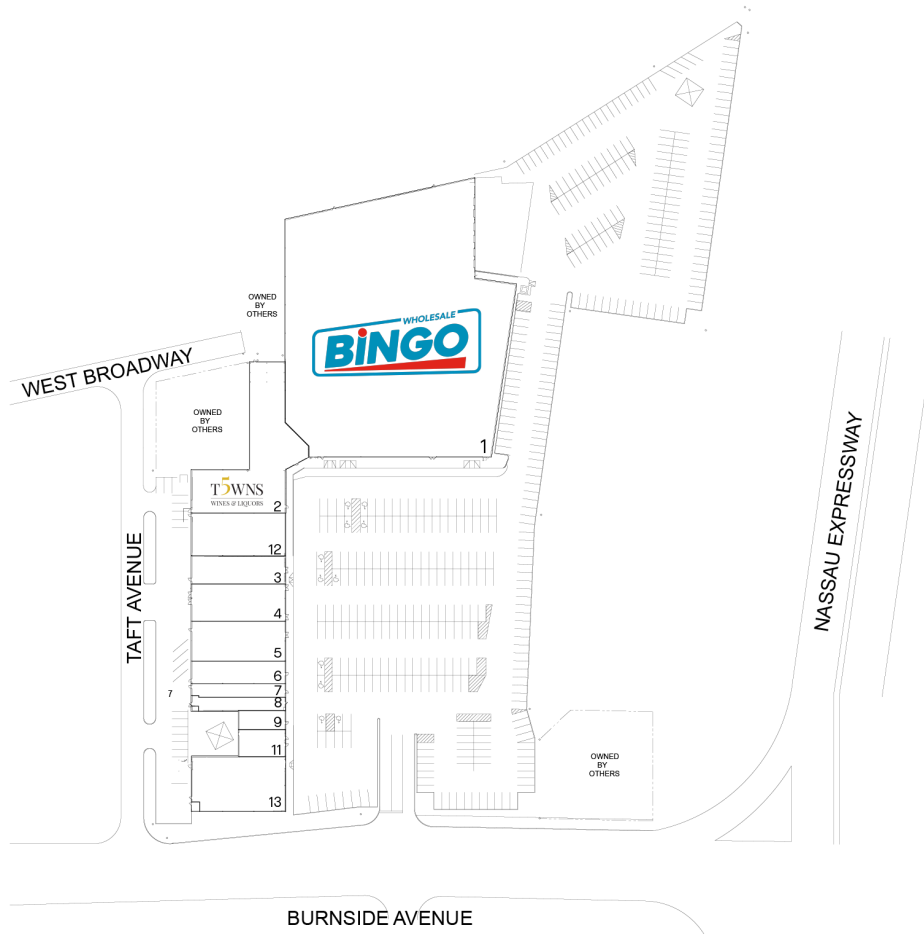 OWNED
BY
OTHERS
WHOLESALE
BiNGO
WEST BROADWAY
OWNED
BY
OTHERS
1
T5WNS
WINES & LIQUORS
2
12
3
4
5
6
7
7
8
9
11
13
TAFT AVENUE
NASSAU EXPRESSWAY
OWNED
BY
OTHERS
BURNSIDE AVENUE